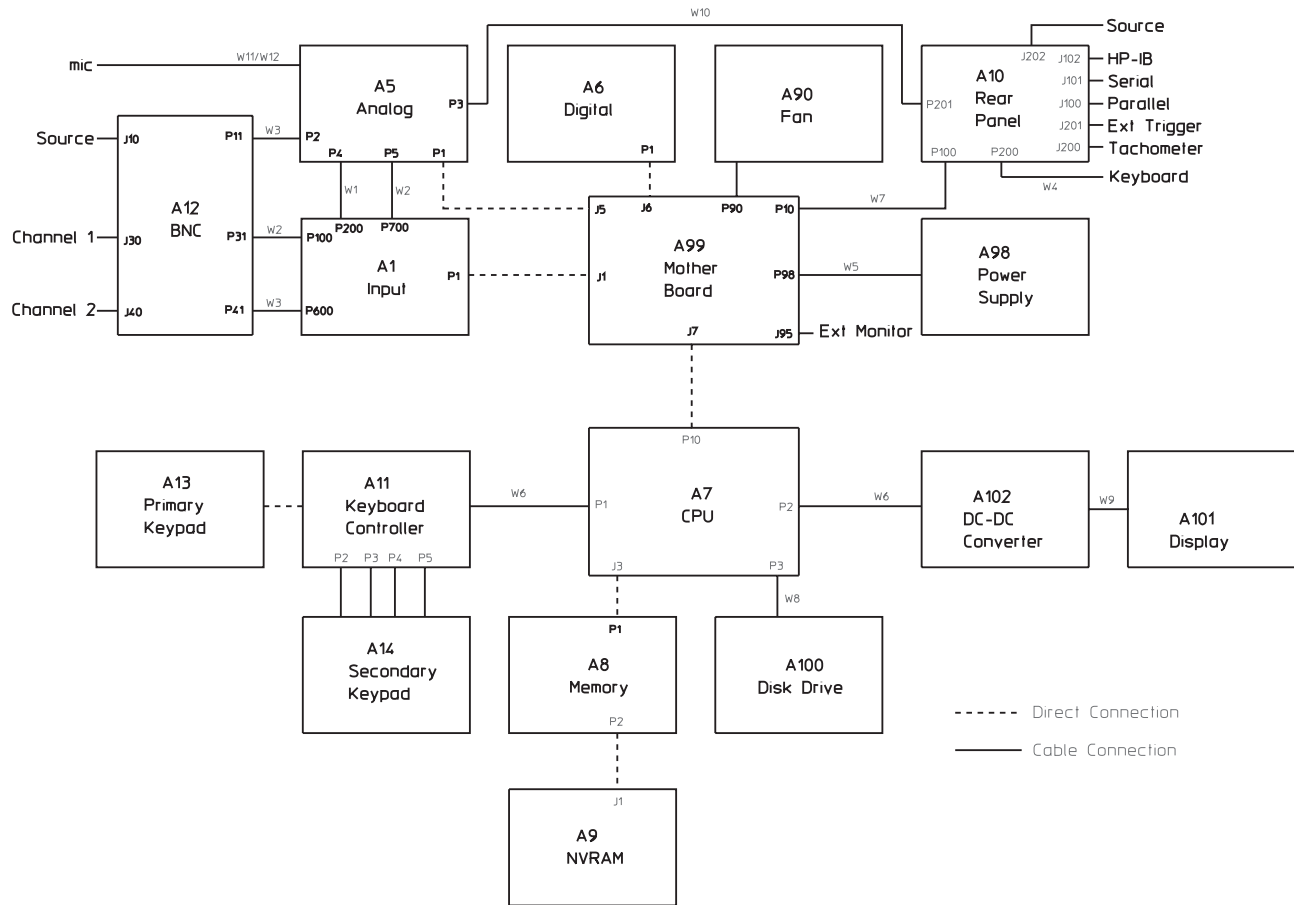 W10
Source
mic
W11/W12
J202
J102
HP-IB
A5
Analog
A6
Digital
A90
Fan
A10
Rear
Panel
J101
Serial
P3
P201
J100
Parallel
J201
Ext Trigger
Source
J10
P11
W3
P2
J200
Tachometer
P4
P5
P1
P1
P100
P200
Keyboard
W4
W1
W2
W7
A12
BNC
J5
J6
P90
P10
P200
P700
Channel 1
J30
P31
W2
P100
A1
Input
P1
J1
A99
Mother
Board
P98
W5
A98
Power
Supply
Channel 2
J40
P41
W3
P600
J7
J95
Ext Monitor
P10
A13
Primary
Keypad
A11
Keyboard
Controller
W6
P1
A7
CPU
P2
W6
A102
DC-DC
Converter
W9
A101
Display
P2
P3
P4
P5
J3
P3
W8
P1
A14
Secondary
Keypad
A8
Memory
A100
Disk Drive
P2
Direct Connection
Cable Connection
J1
A9
NVRAM